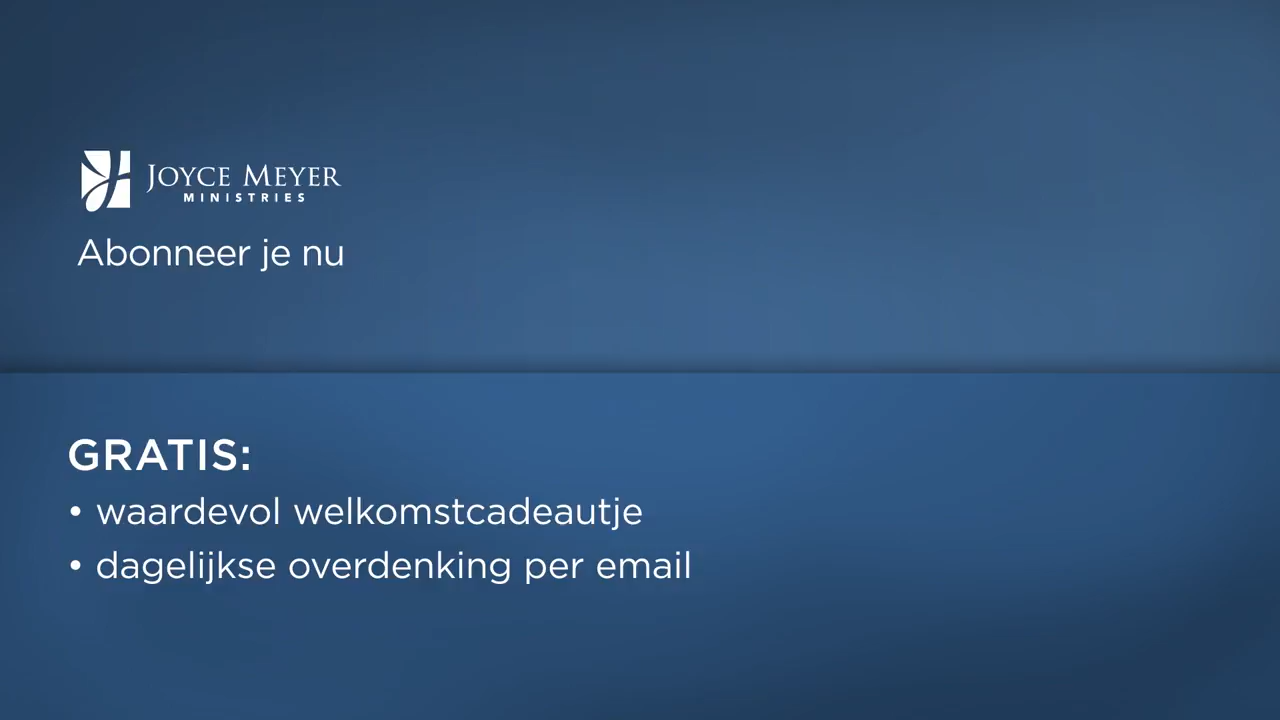 JOYCE MEYER
MINISTRIES
Abonneer je nu
GRATIS:
• waardevol welkomstcadeautje
• dagelijkse overdenking per email